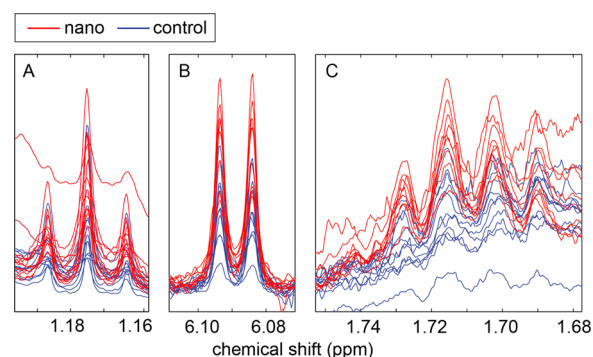 nano control
A B C
1.18 1.16 6.10 6.08 1.74 1.72 1.70 1.68
chemical shift (ppm)